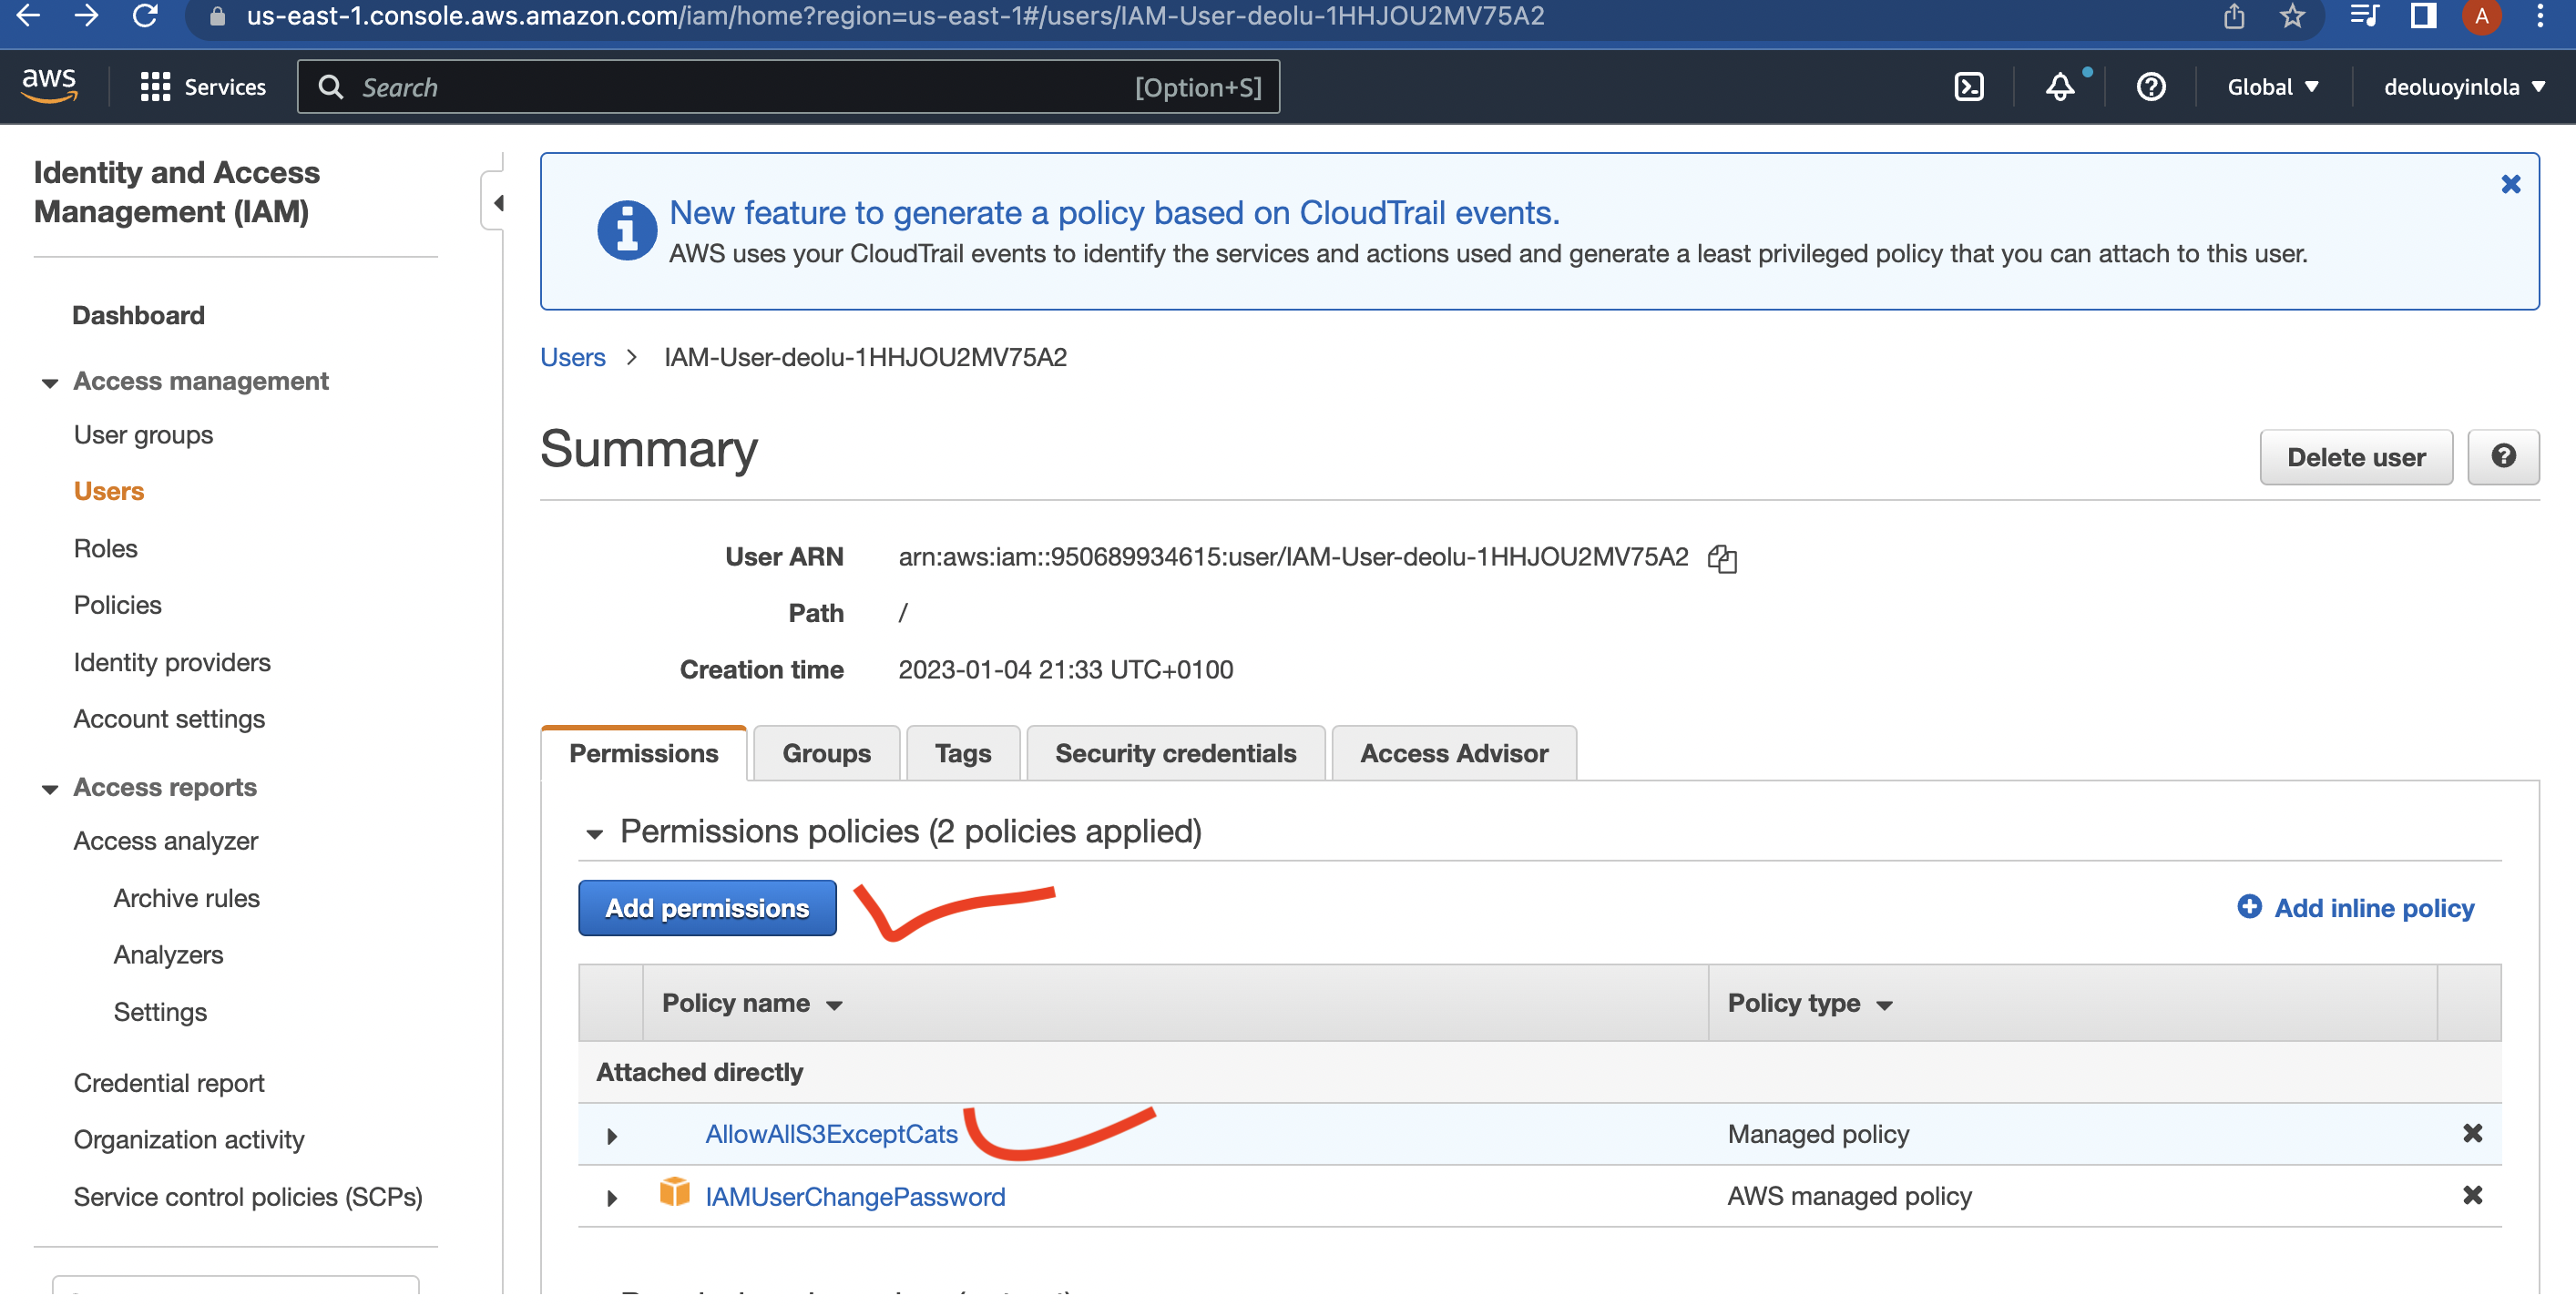 us-east-1.console.aws.amazon.com/iam/home?region=us-east-1#/users/IAM-User-deolu-1HHJOU2MV75A2
A
aws
Services
Search
[Option+S]
Global
deoluoyinlola
Identity and Access
Management (IAM)
Dashboard
Access management
User groups
Users
Roles
Policies
Identity providers
Account settings
Access reports
Access analyzer
Archive rules
Analyzers
Settings
Credential report
Organization activity
Service control policies (SCPs)
New feature to generate a policy based on CloudTrail events.
AWS uses your CloudTrail events to identify the services and actions used and generate a least privileged policy that you can attach to this user.
Users > IAM-User-deolu-1HHJOU2MV75A2
Summary
Delete user
User ARN arn:aws:iam::950689934615:user/IAM-User-deolu-1HHJOU2MV75A2
Path /
Creation time 2023-01-04 21:33 UTC+0100
Permissions
Groups
Tags
Security credentials
Access Advisor
Permissions policies (2 policies applied)
Add permissions
Add inline policy
Policy name
Policy type
Attached directly
AllowAllS3ExceptCats Managed policy
IAMUserChangePassword AWS managed policy